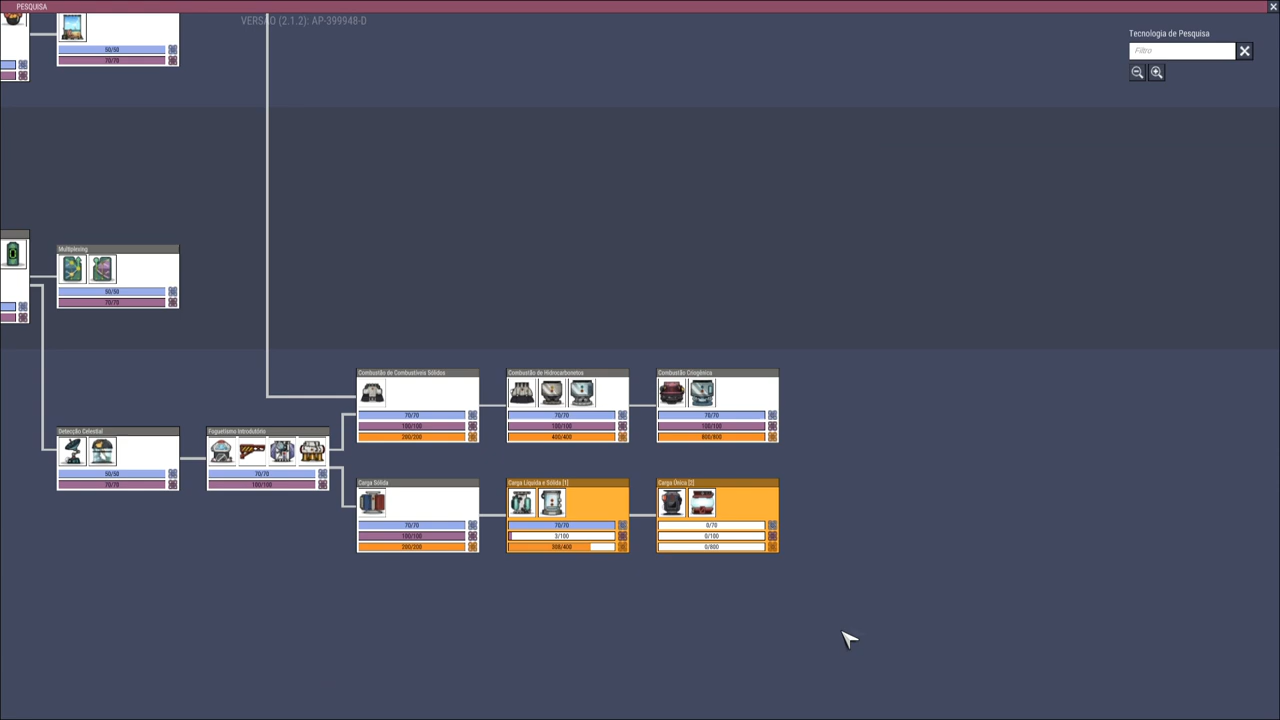 PESQUISA
VERSÃO (2.1.2): AP-399948-D
Tecnologia de Pesquisa
Filtro
50/50
70/70
Multiplexing
50/50
70/70
Combustão de Combustíveis Sólidos
70/70
100/100
200/200
Combustão de Hidrocarbonetos
70/70
100/100
400/400
Combustão Criogênica
70/70
100/100
800/800
Detecção Celestial
50/50
70/70
Foguetismo Introdutório
70/70
100/100
Carga Sólida
70/70
100/100
200/200
Carga Líquida e Sólida [1]
70/70
3/100
308/400
Carga Única [2]
0/70
0/100
0/800